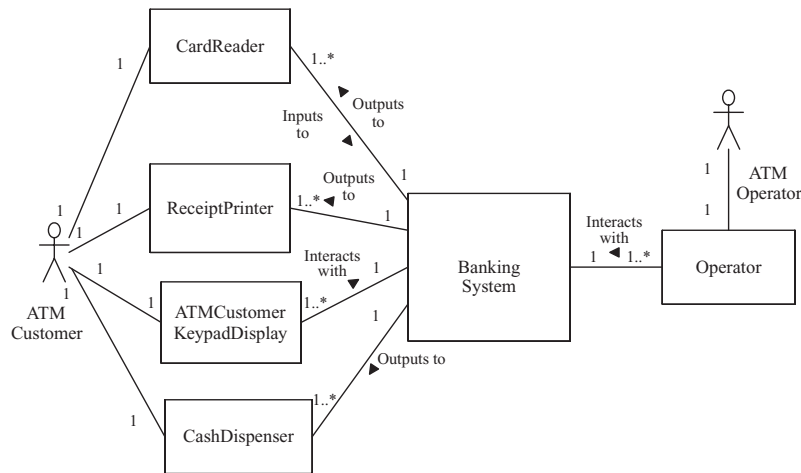 CardReader
1
1..*
Outputs
to
Inputs
to
1
1
ReceiptPrinter
1
1..*
Outputs
to
1
1
1
1
1
ATM
Customer
1
ATMCustomer
KeypadDisplay
1..*
Interacts
with
1
Banking
System
1
Outputs to
1..*
CashDispenser
1
Interacts
with
1
1..*
Operator
1
1
ATM
Operator